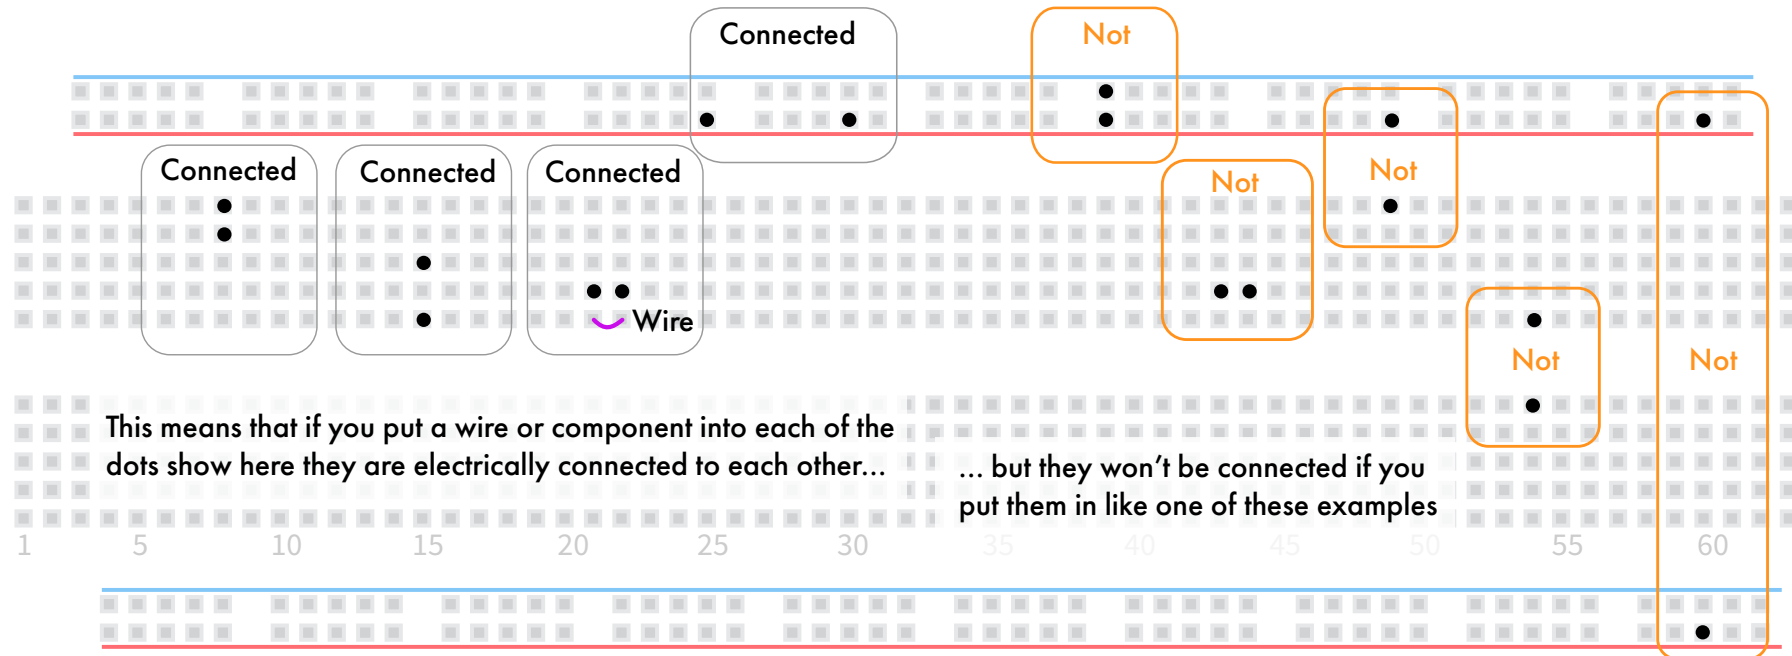 Connected
Not
Connected
Connected
Connected
Not
Not
Wire
Not
Not
This means that if you put a wire or component into each of the
dots show here they are electrically connected to each other...
... but they won't be connected if you
put them in like one of these examples
1 5 10 15 20 25 30 35 40 45 50 55 60